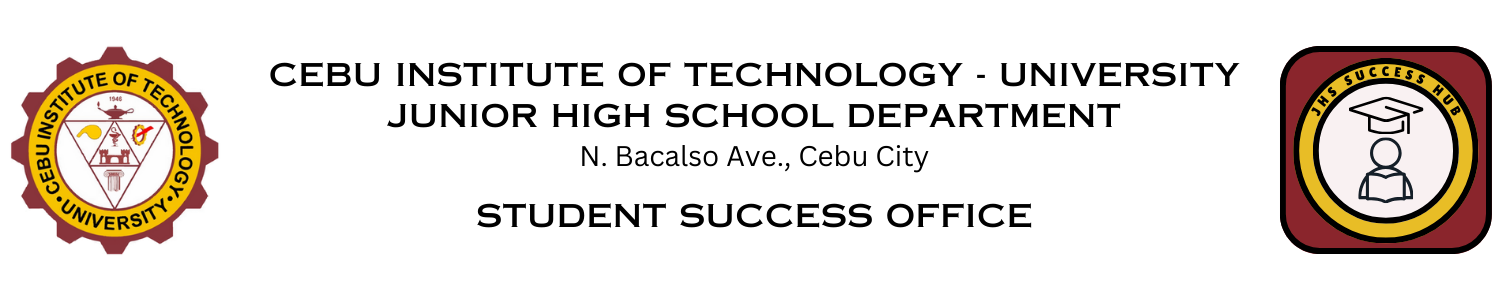 CEBU INSTITUTE OF TECHNOLOGY
• UNIVERSITY •
1946
CEBU INSTITUTE OF TECHNOLOGY - UNIVERSITY
JUNIOR HIGH SCHOOL DEPARTMENT
N. Bacalso Ave., Cebu City
STUDENT SUCCESS OFFICE
JHS SUCCESS HUB